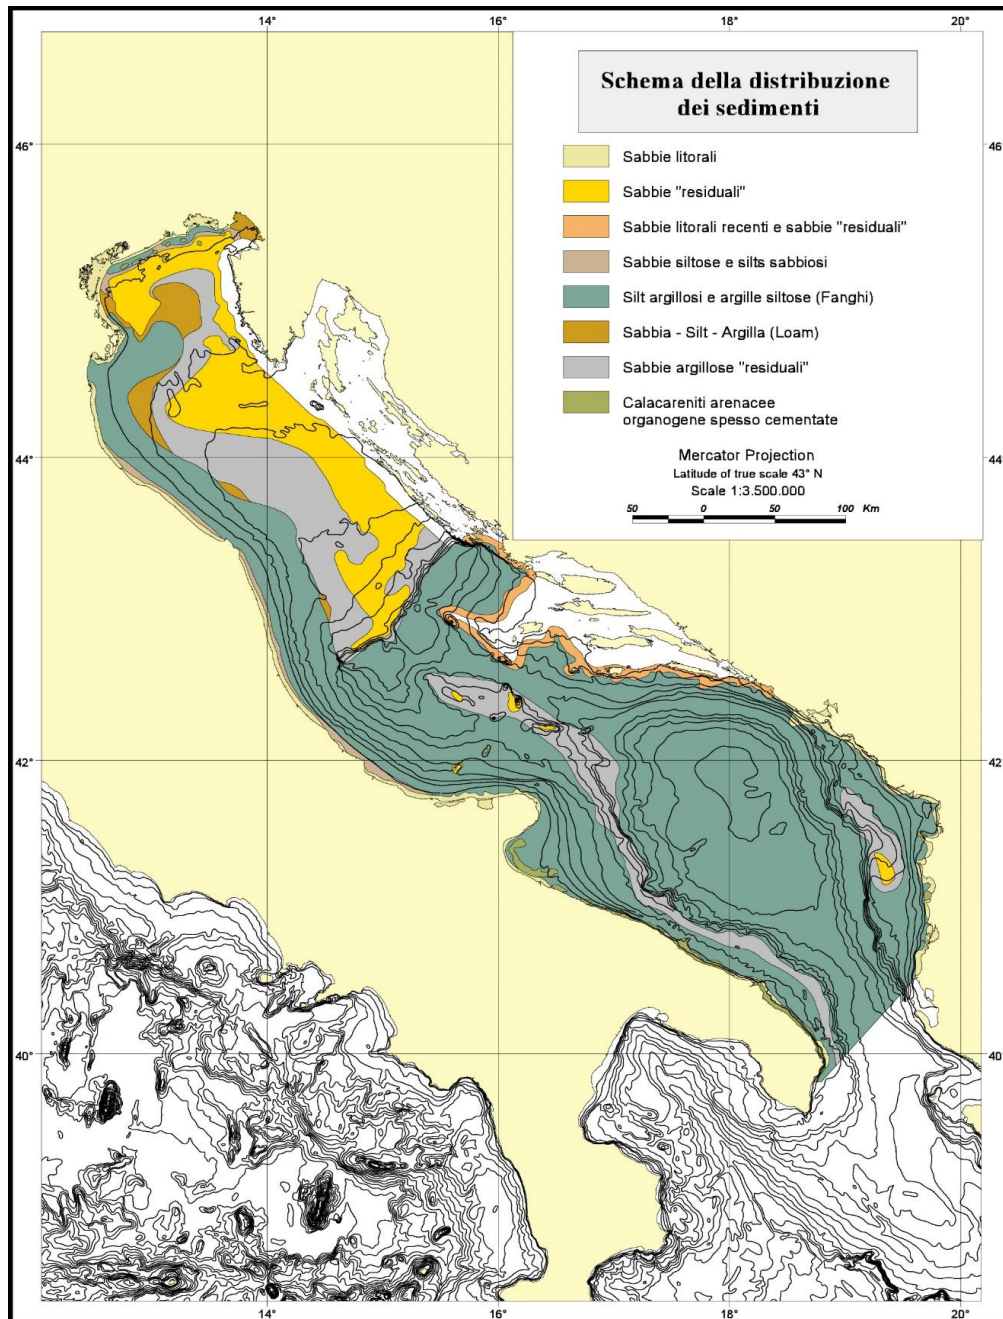 14° 16° 18° 20°
Schema della distribuzione
dei sedimenti
46° 46°
Sabbie litorali
Sabbie "residuali"
Sabbie litorali recenti e sabbie "residuali"
Sabbie siltose e silts sabbiosi
Silt argillosi e argille siltose (Fanghi)
Sabbia - Silt - Argilla (Loam)
Sabbie argillose "residuali"
Calacareniti arenacee
organogene spesso cementate
44° 44°
Mercator Projection
Latitude of true scale 43° N
Scale 1:3.500.000
50 0 50 100 Km
42° 42°
40° 40°
14° 16° 18° 20°